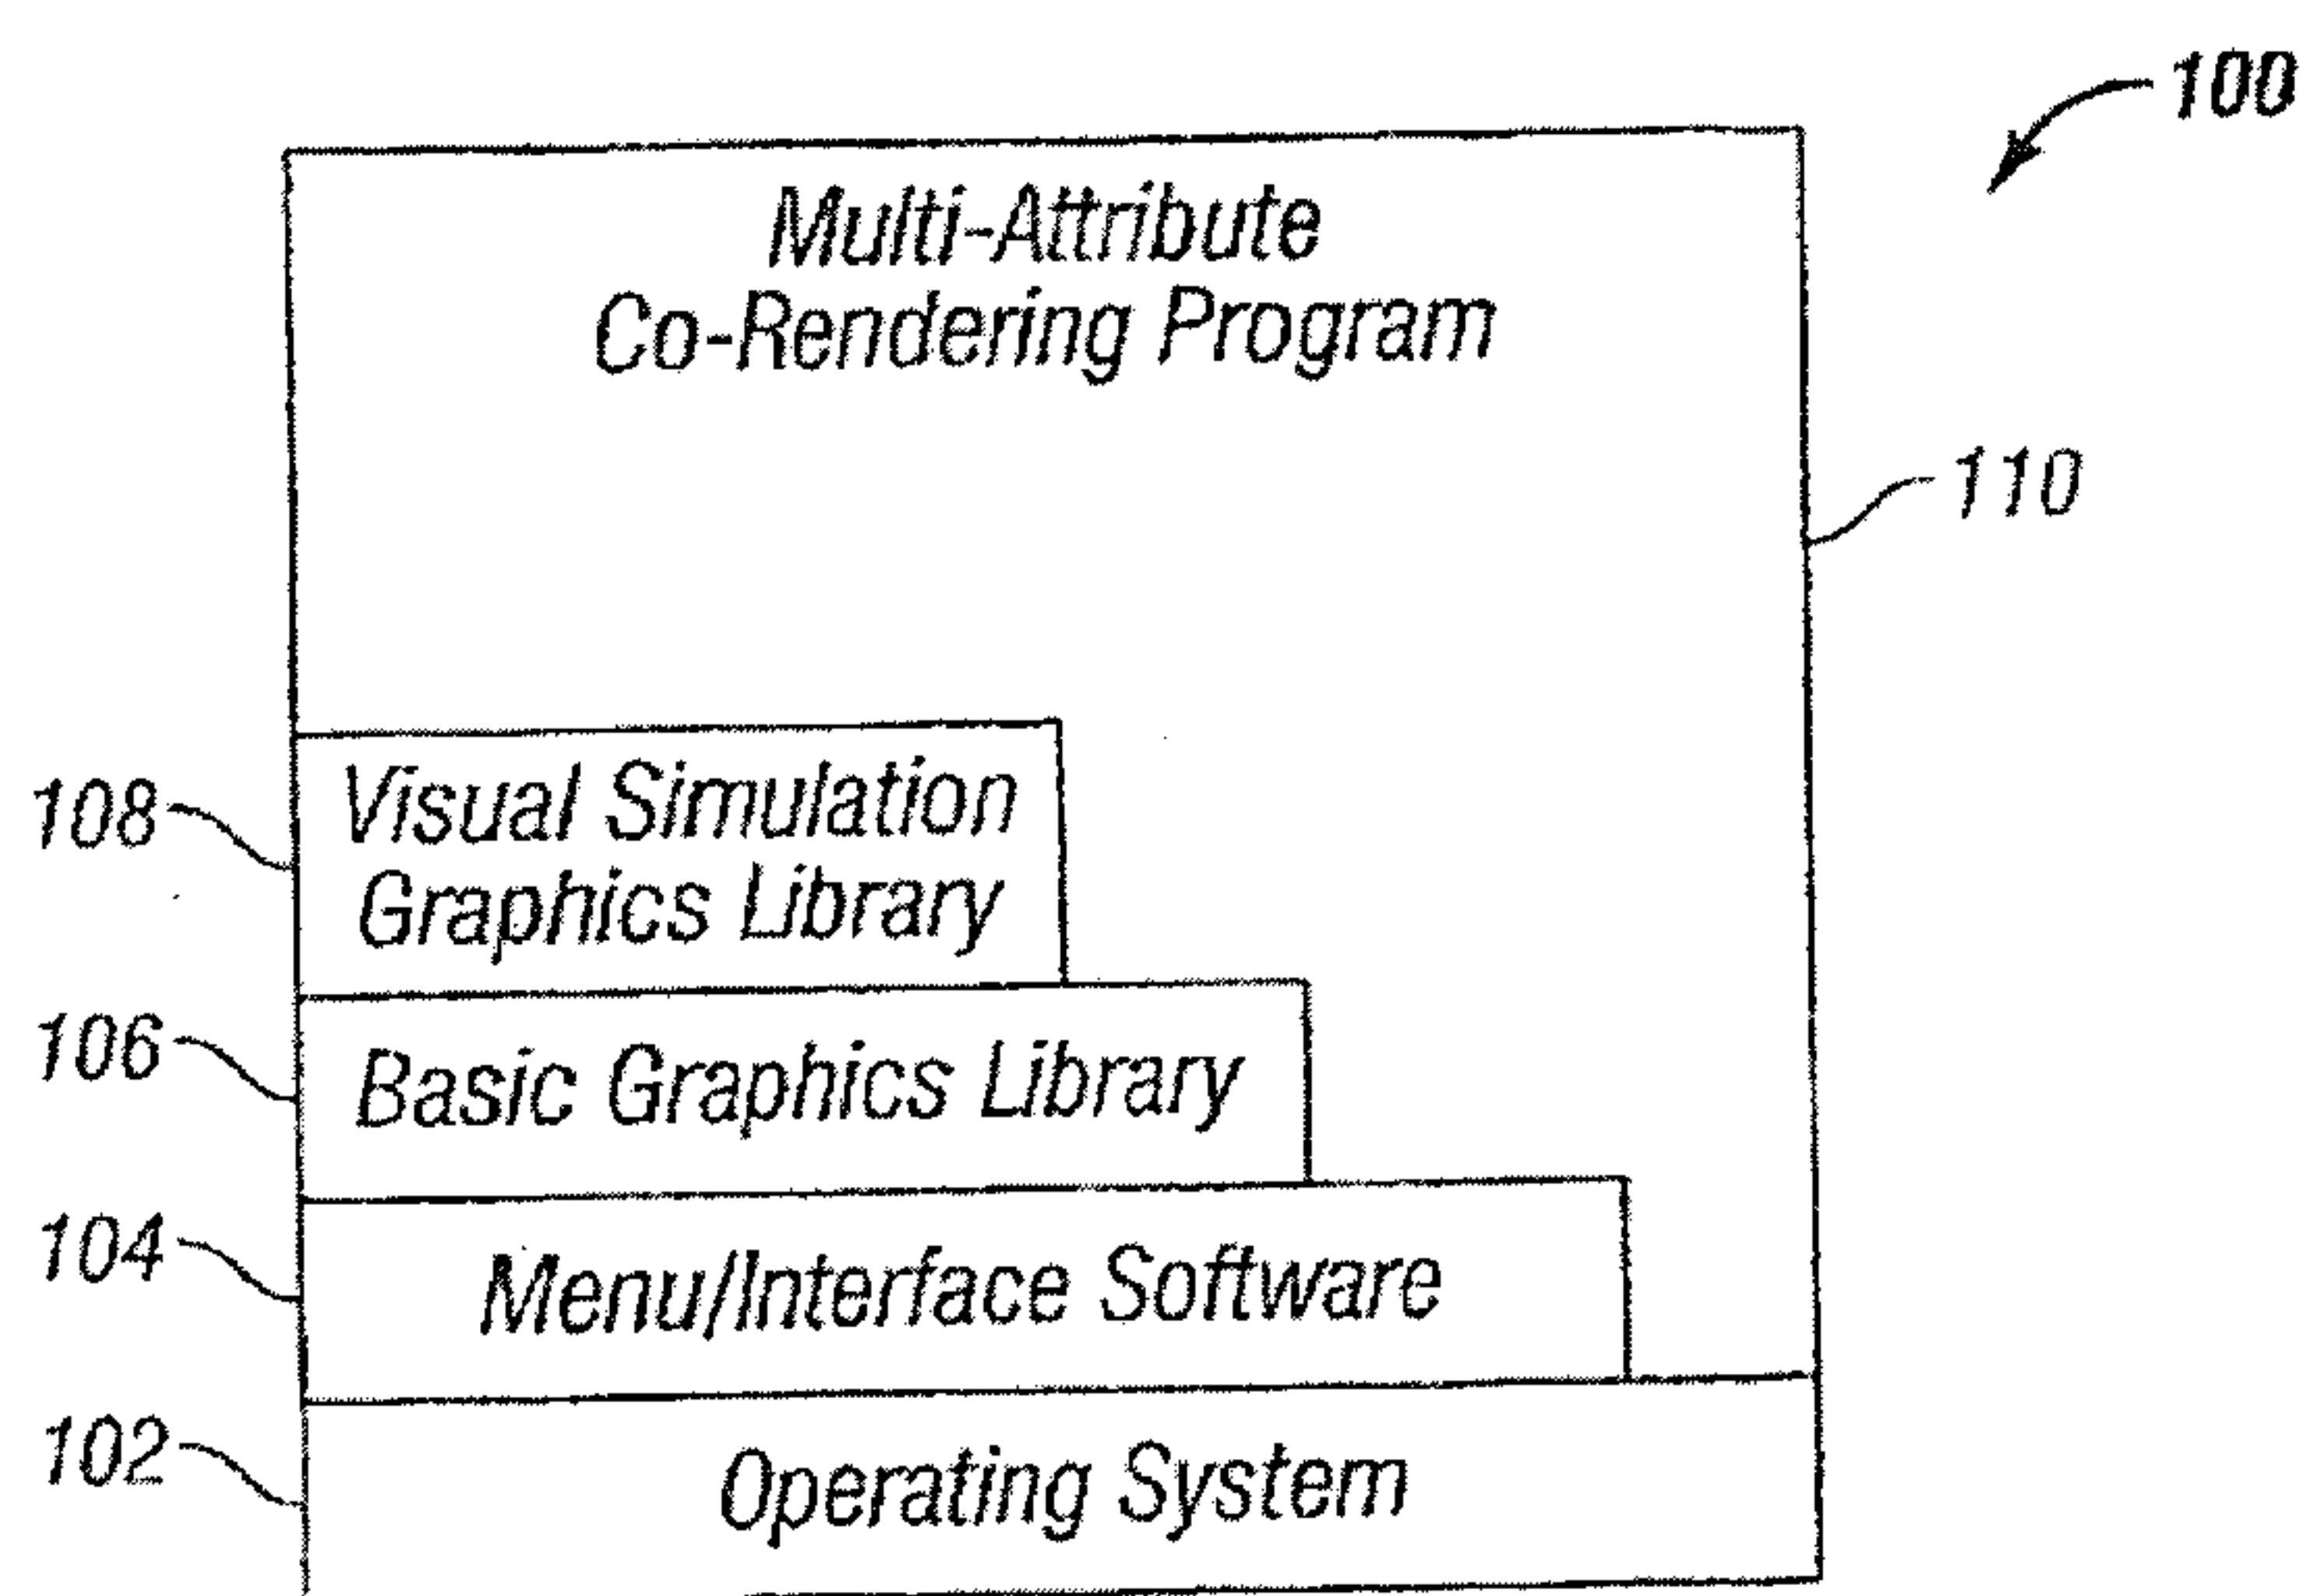 100
Multi-Attribute
Co-Rendering Program
110
108
Visual Simulation
Graphics Library
106
Basic Graphics Library
104
Menu/Interface Software
102
Operating System